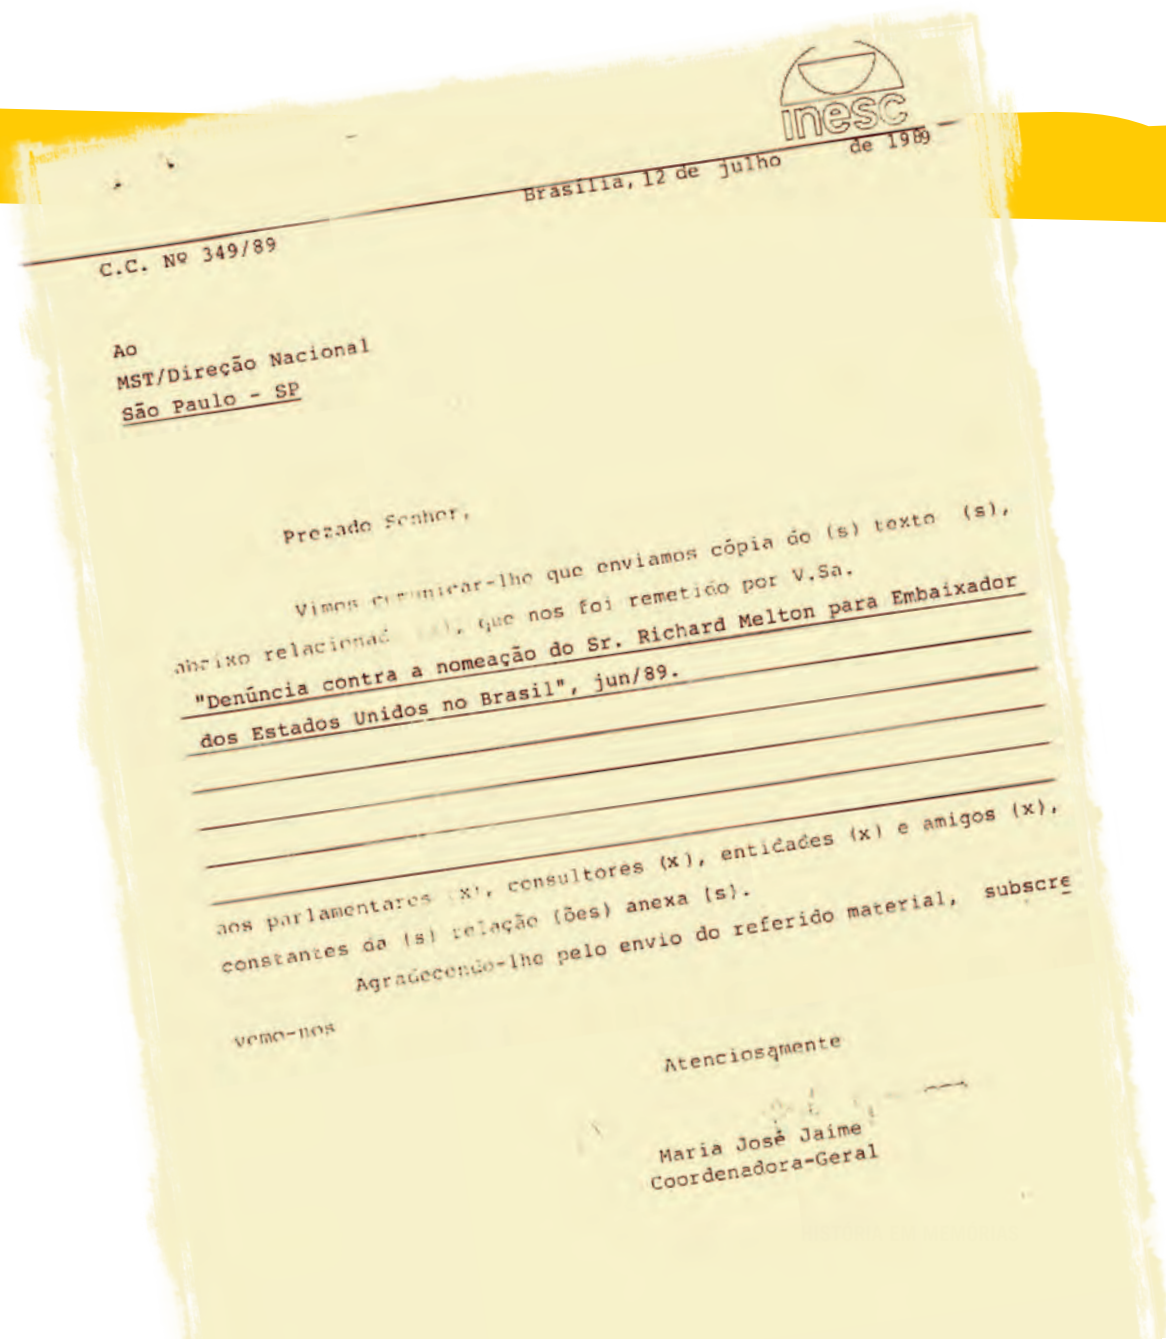 inesc
Brasília, 12 de julho de 1989
C.C. Nº 349/89
Ao
MST/Direção Nacional
São Paulo - SP
Prezado Senhor,
Vimos comunicar-lhe que enviamos cópia do (s) texto (s),
abaixo relacionad que nos foi remetido por V.Sa.
"Denúncia contra a nomeação do Sr. Richard Melton para Embaixador
dos Estados Unidos no Brasil", jun/89.
aos parlamentares (x), consultores (x), entidades (x) e amigos (x),
constantes da (s) relação (ões) anexa (s).
Agradecendo-lhe pelo envio do referido material, subscre
vemo-nos
Atenciosamente
Maria José Jaime
Coordenadora-Geral